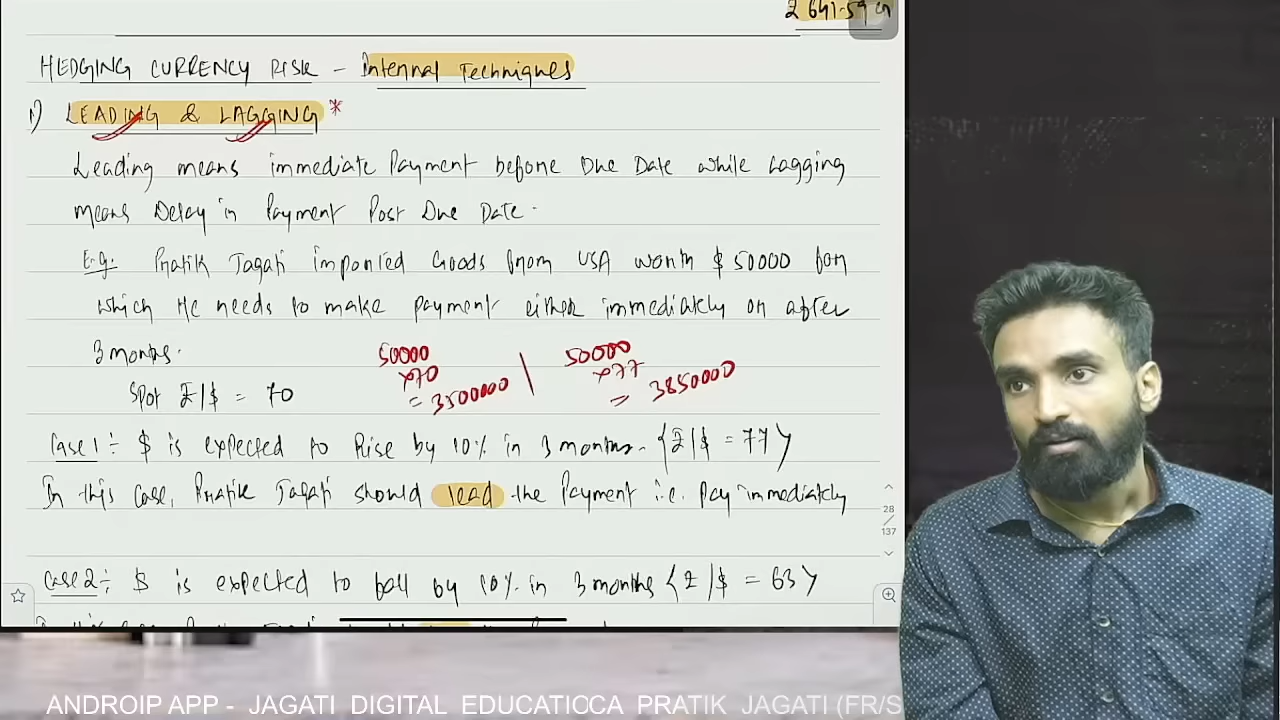 ₹ 641.59 cr
HEDGING CURRENCY RISK – Internal Techniques
1) LEADING & LAGGING *
Leading means immediate Payment before Due Date while Lagging
means Delay in Payment Post Due Date.
E.g. Pratik Jagati imported Goods from USA worth $ 50000 for
which He needs to make payment either immediately or after
3 months.
50000
×70
= 3500000
50000
×77
= 3850000
Spot ₹/$ = 70
Case 1 ÷ $ is expected to Rise by 10% in 3 months. {₹/$ = 77}
In this case, Pratik Jagati should lead the Payment i.e. Pay immediately
Case 2 ÷ $ is expected to fall by 10% in 3 months {₹/$ = 63}
28
/
137
ANDROIP APP - JAGATI DIGITAL EDUCATIOCA PRATIK JAGATI (FR/S